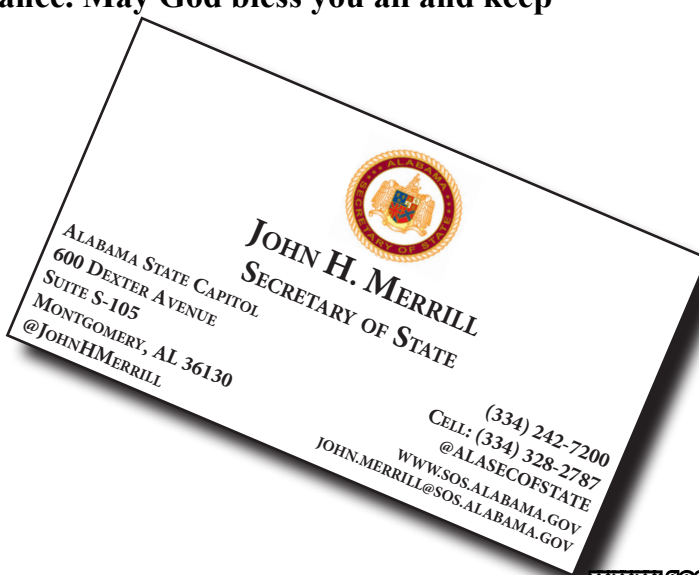 May God bless you all and keep
ALABAMA
SECRETARY OF STATE
JOHN H. MERRILL
SECRETARY OF STATE
ALABAMA STATE CAPITOL
600 DEXTER AVENUE
SUITE S-105
MONTGOMERY, AL 36130
@JOHNHMERRILL
(334) 242-7200
CELL: (334) 328-2787
@ALASECOFSTATE
WWW.SOS.ALABAMA.GOV
JOHN.MERRILL@SOS.ALABAMA.GOV